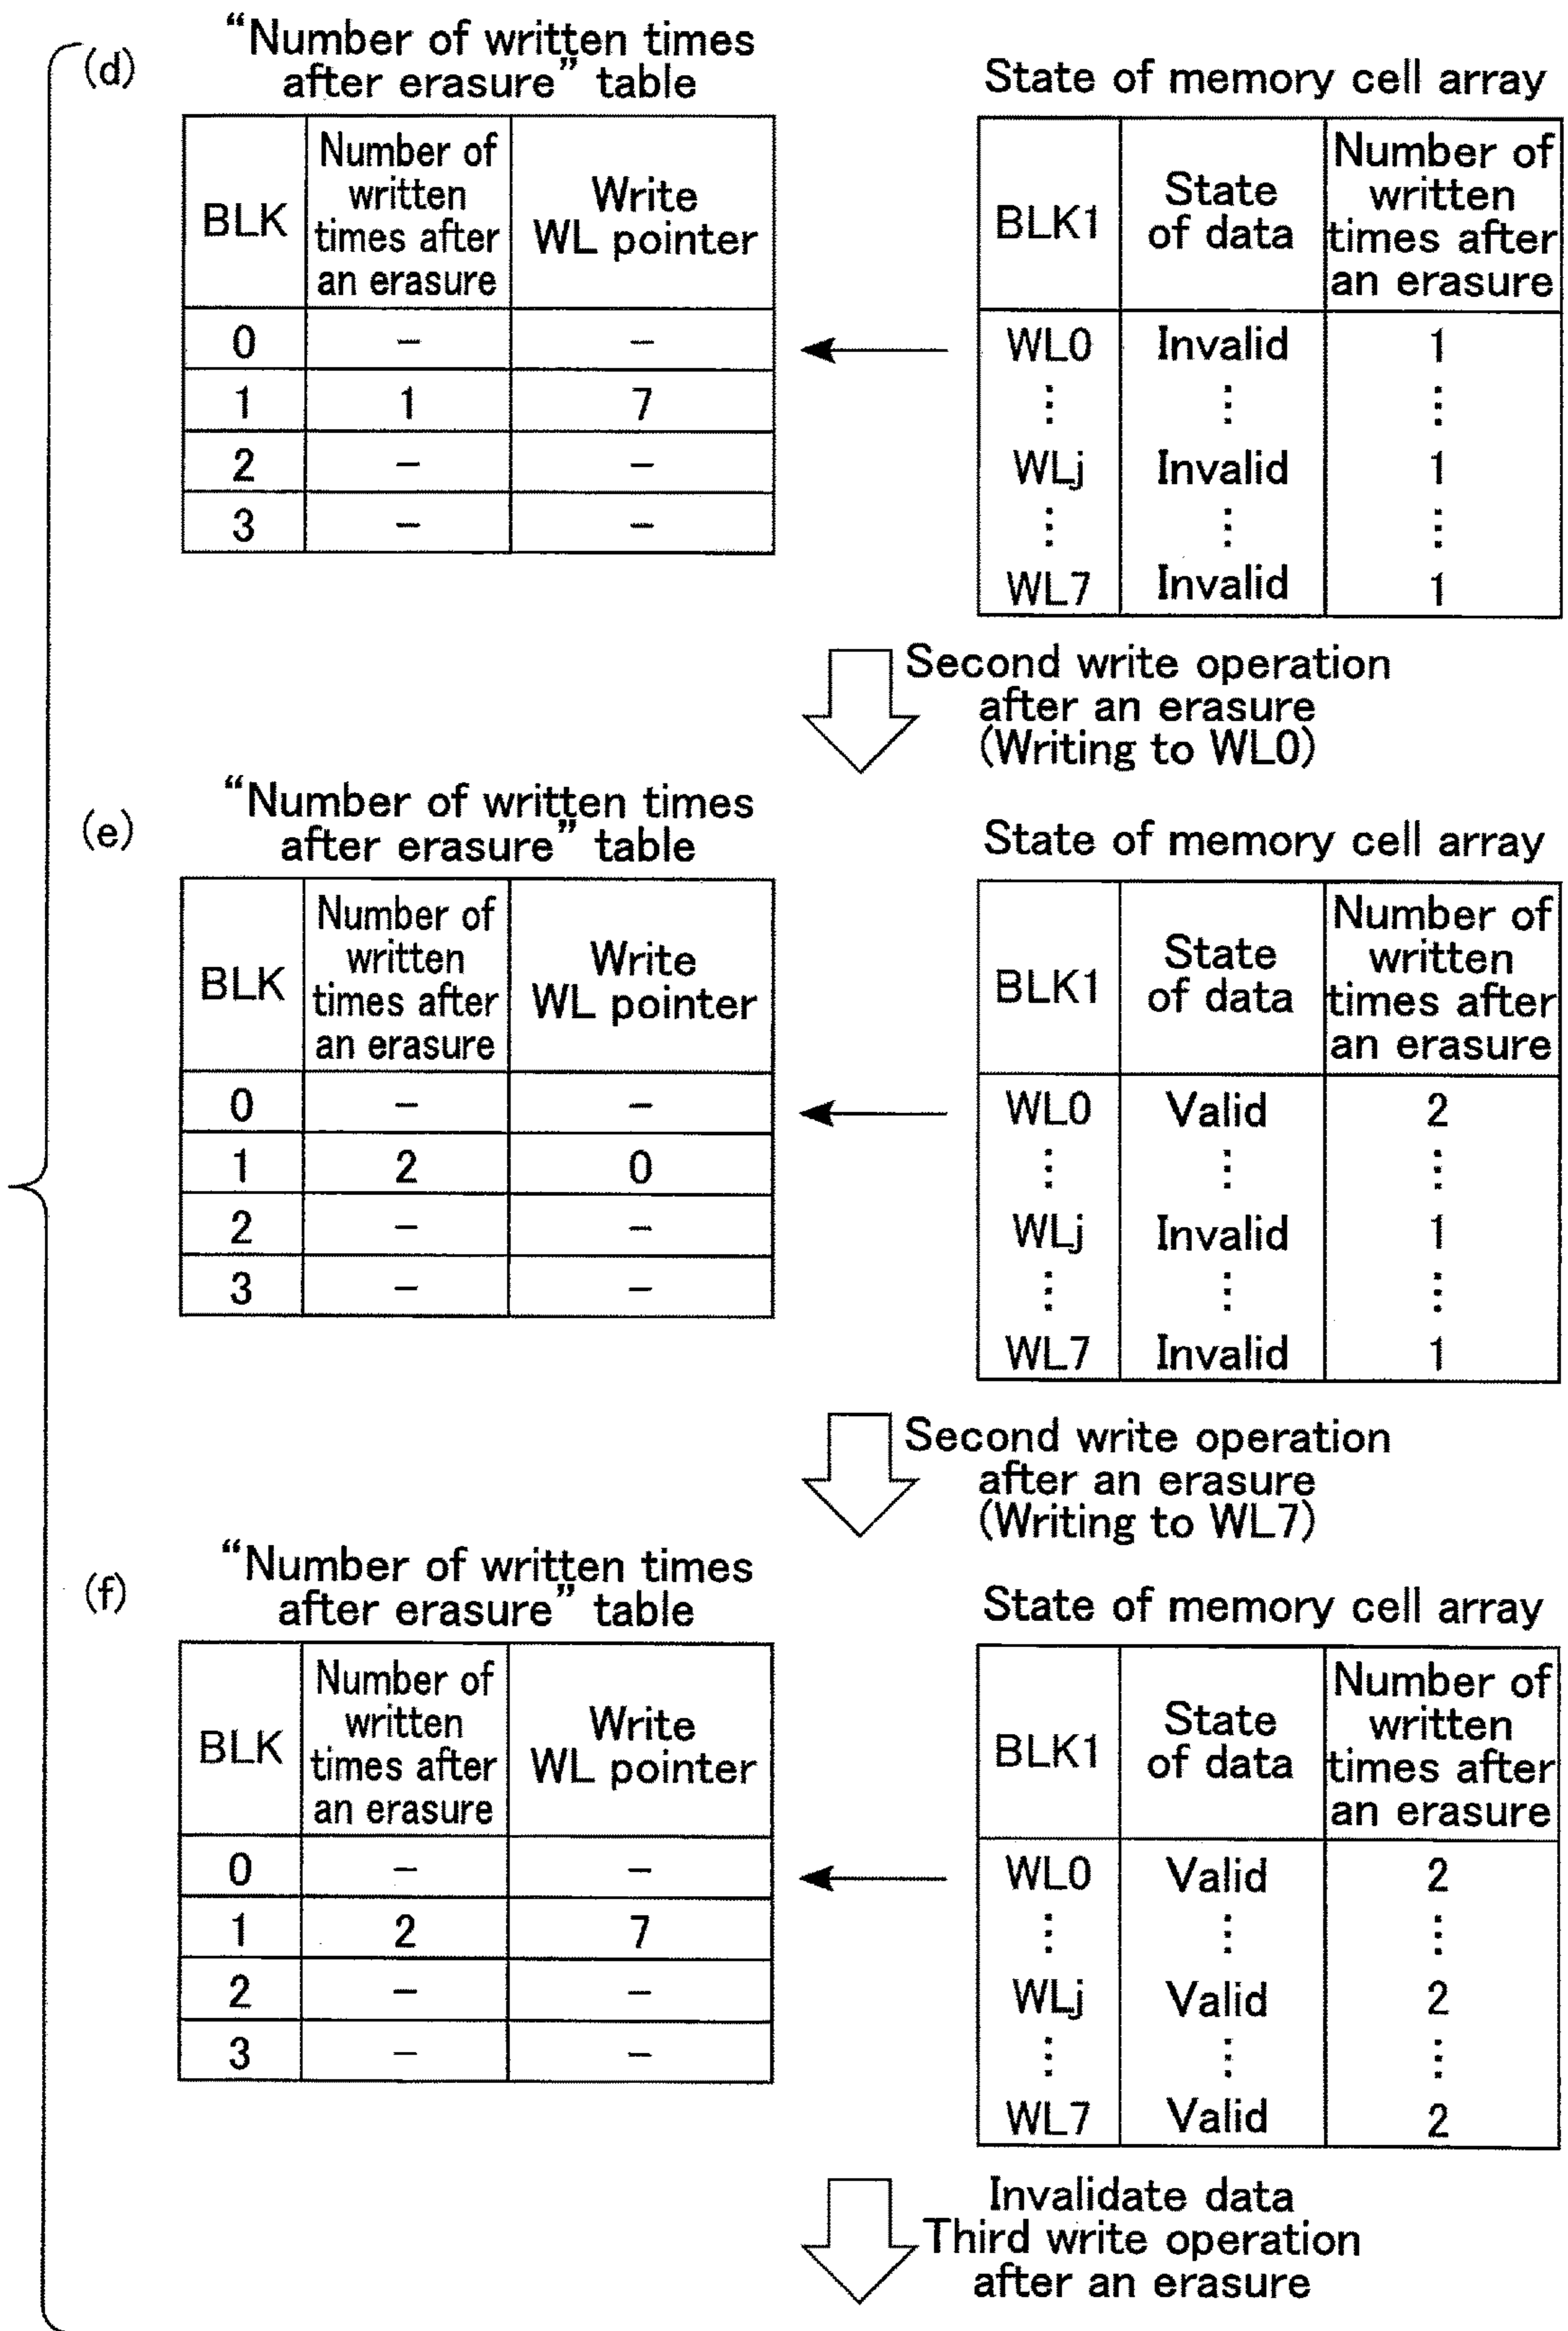 (d)
“Number of written times
after erasure” table
BLK
Number of
written
times after
an erasure
Write
WL pointer
0 – –
1 1 7
2 – –
3 – –
State of memory cell array
BLK1
State
of data
Number of
written
times after
an erasure
WL0 Invalid 1
⋮ ⋮ ⋮
WLj Invalid 1
⋮ ⋮ ⋮
WL7 Invalid 1
Second write operation
after an erasure
(Writing to WL0)
(e)
“Number of written times
after erasure” table
BLK
Number of
written
times after
an erasure
Write
WL pointer
0 – –
1 2 0
2 – –
3 – –
State of memory cell array
BLK1
State
of data
Number of
written
times after
an erasure
WL0 Valid 2
⋮ ⋮ ⋮
WLj Invalid 1
⋮ ⋮ ⋮
WL7 Invalid 1
Second write operation
after an erasure
(Writing to WL7)
(f)
“Number of written times
after erasure” table
BLK
Number of
written
times after
an erasure
Write
WL pointer
0 – –
1 2 7
2 – –
3 – –
State of memory cell array
BLK1
State
of data
Number of
written
times after
an erasure
WL0 Valid 2
⋮ ⋮ ⋮
WLj Valid 2
⋮ ⋮ ⋮
WL7 Valid 2
Invalidate data
Third write operation
after an erasure